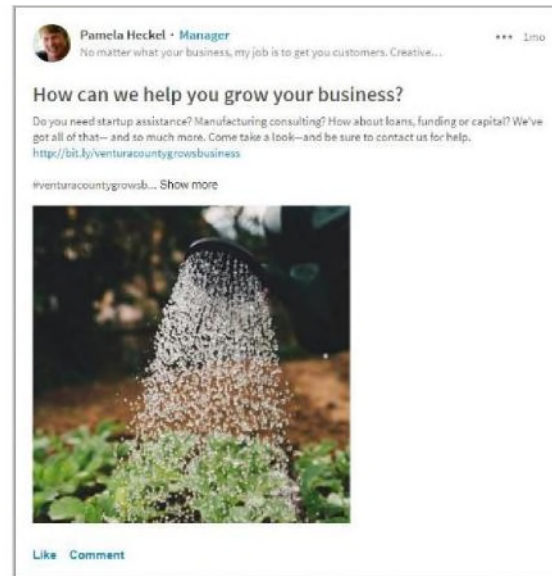 Pamela Heckel • Manager
No matter what your business, my job is to get you customers. Creative...
••• 1mo
How can we help you grow your business?
Do you need startup assistance? Manufacturing consulting? How about loans, funding or capital? We've
got all of that— and so much more. Come take a look—and be sure to contact us for help.
http://bit.ly/venturacountygrowsbusiness
#venturacountygrowsb... Show more
Like Comment